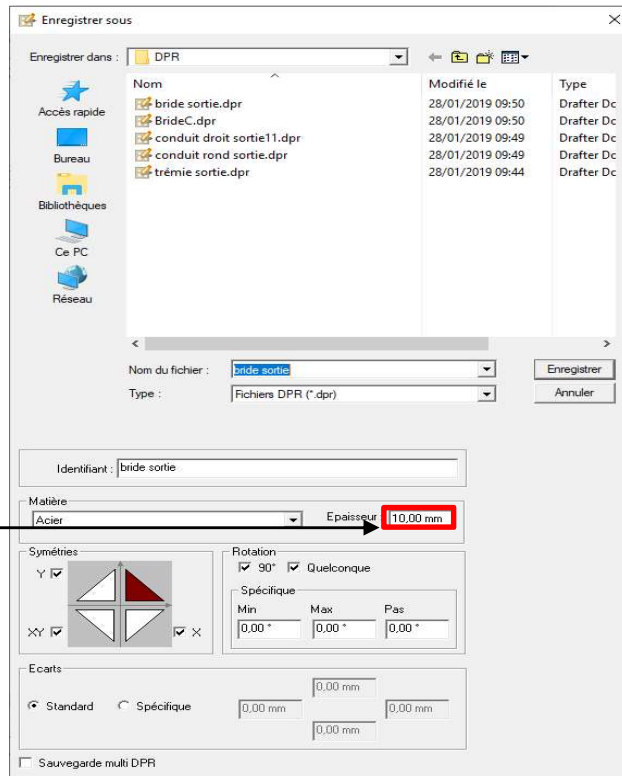 Enregistrer sous
Enregistrer dans : DPR
Nom Modifié le Type
bride sortie.dpr 28/01/2019 09:50 Drafter Dc
BrideC.dpr 28/01/2019 09:50 Drafter Dc
conduit droit sortie11.dpr 28/01/2019 09:49 Drafter Dc
conduit rond sortie.dpr 28/01/2019 09:49 Drafter Dc
trémie sortie.dpr 28/01/2019 09:44 Drafter Dc
Accès rapide
Bureau
Bibliothèques
Ce PC
Réseau
Nom du fichier : bride sortie Enregistrer
Type : Fichiers DPR (*.dpr) Annuler
Identifiant : bride sortie
Matière
Acier Epaisseur : 10,00 mm
Symétries
Y
XY X
Rotation
90° Quelconque
Spécifique
Min Max Pas
0,00 ° 0,00 ° 0,00 °
Ecarts
0,00 mm
Standard Spécifique 0,00 mm 0,00 mm
0,00 mm
Sauvegarde multi DPR